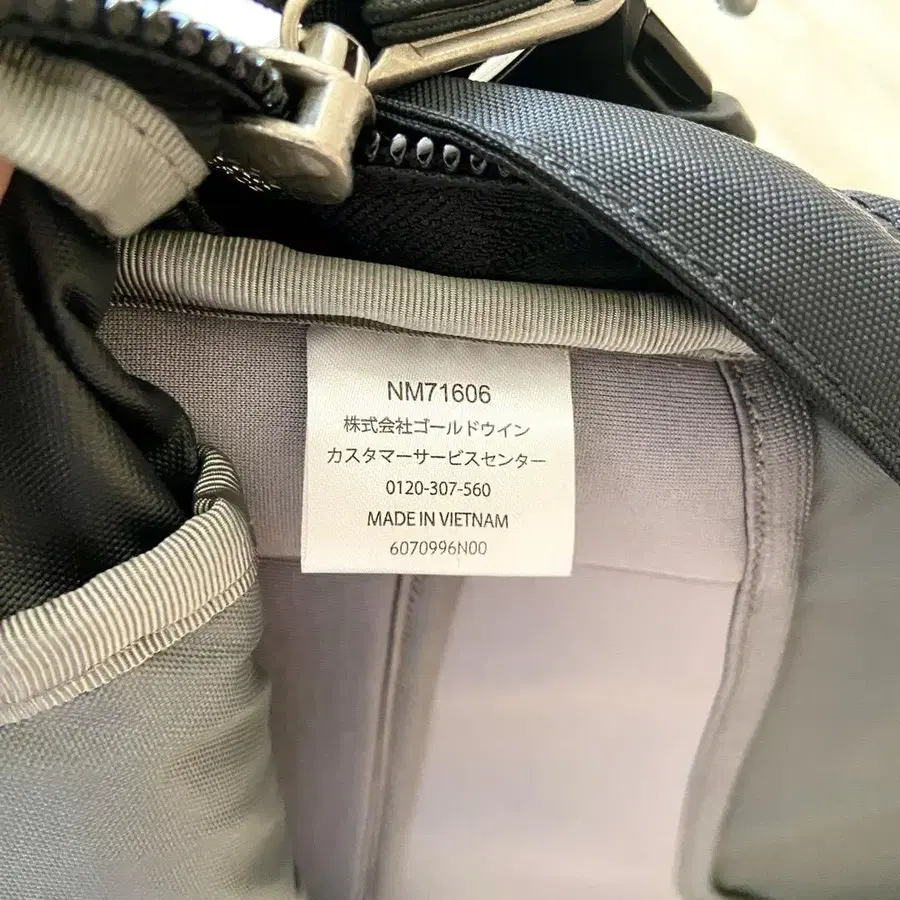 NM71606
株式会社ゴールドウイン
カスタマーサービスセンター
0120-307-560
MADE IN VIETNAM
6070996N00